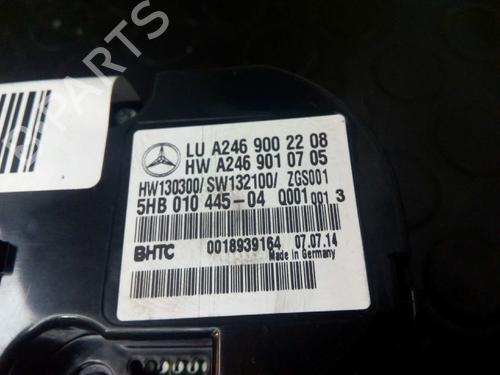 LU A246 900 22 08
HW A246 901 07 05
HW130300/SW132100/ ZGS001
5HB 010 445-04 Q001 001 3
BHTC 0018939164 07.07.14
Made in Germany
B-PARTS